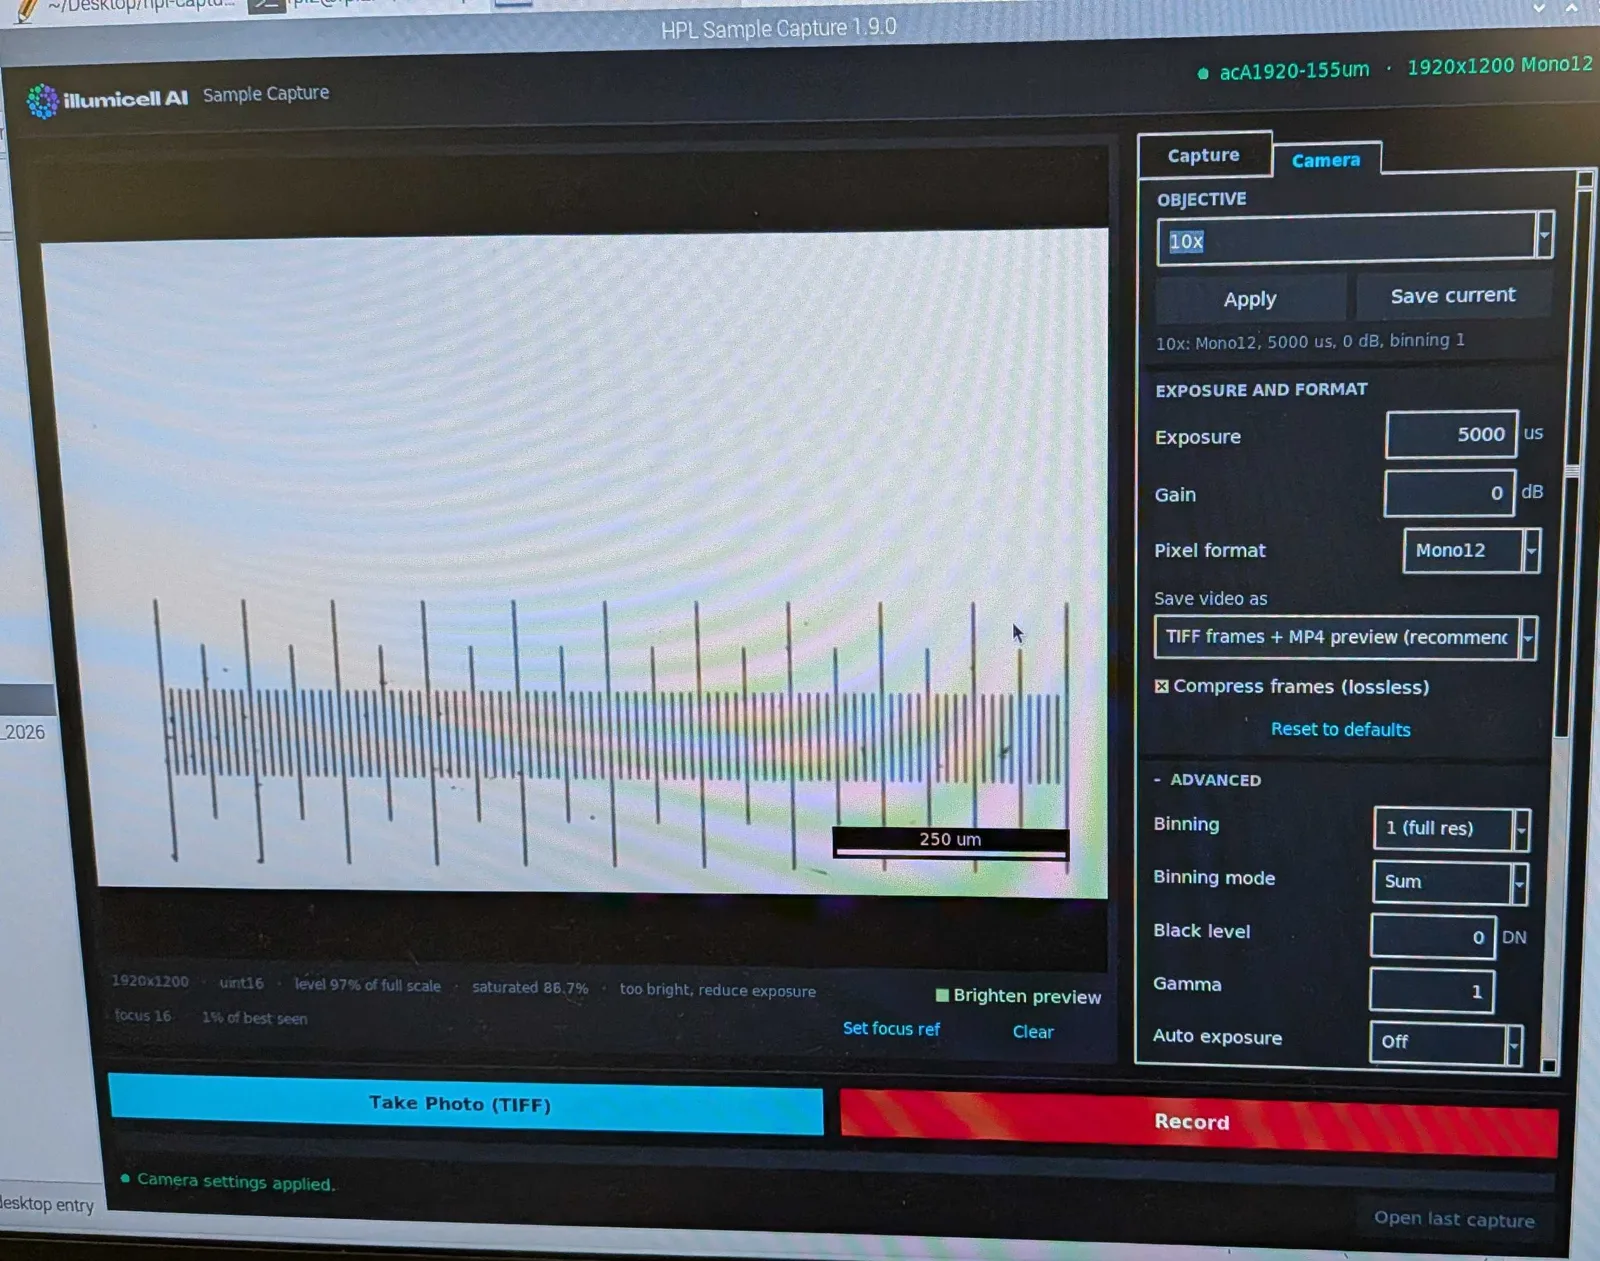 HPL Sample Capture 1.9.0
illumicell AI Sample Capture
acA1920-155um · 1920x1200 Mono12
Capture
Camera
OBJECTIVE
10x
Apply
Save current
10x: Mono12, 5000 us, 0 dB, binning 1
EXPOSURE AND FORMAT
Exposure 5000 us
Gain 0 dB
Pixel format Mono12
Save video as
TIFF frames + MP4 preview (recommenc
Compress frames (lossless)
Reset to defaults
- ADVANCED
Binning 1 (full res)
Binning mode Sum
Black level 0 DN
Gamma 1
Auto exposure Off
250 um
1920x1200 · uint16 · level 97% of full scale · saturated 86.7% · too bright, reduce exposure
focus 16 1% of best seen
Brighten preview
Set focus ref
Clear
Take Photo (TIFF)
Record
Camera settings applied.
Open last capture
_2026
desktop entry